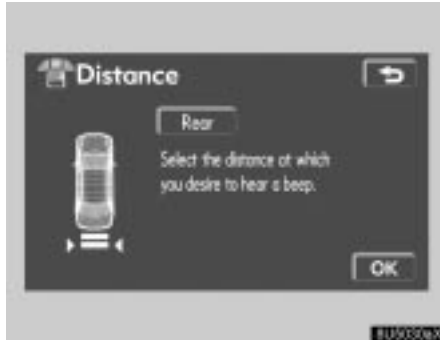 Distance
Rear
Select the distance at which
you desire to hear a beep.
OK